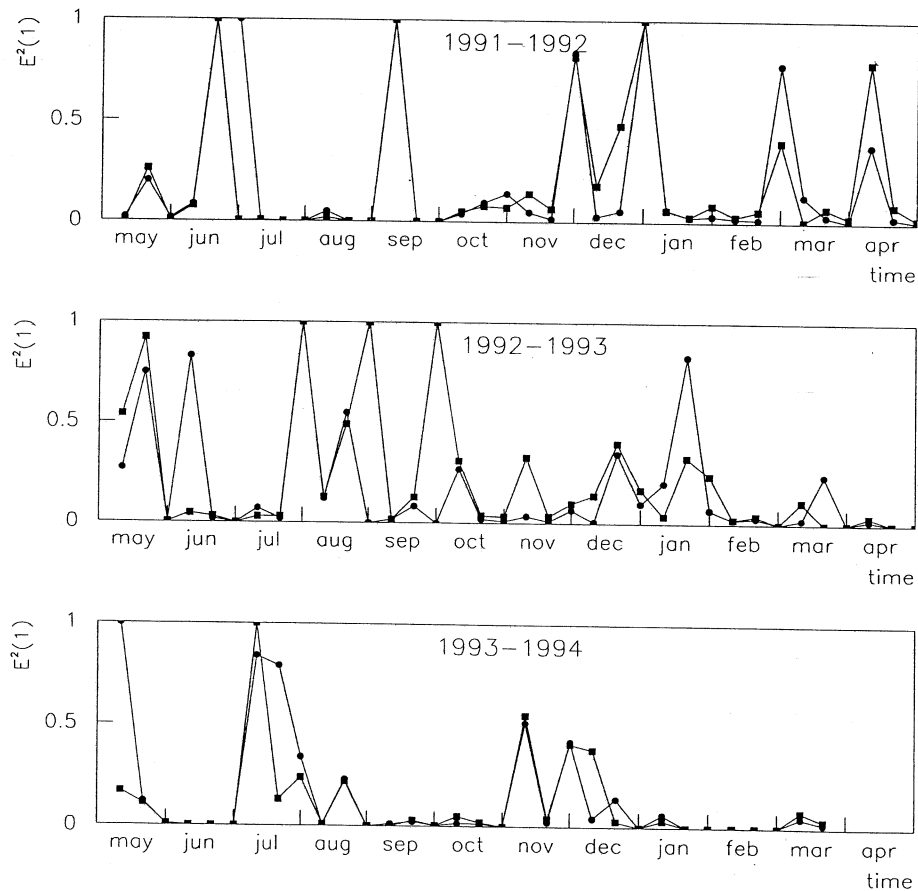 1
E²(1)
1991-1992
0.5
0
may jun jul aug sep oct nov dec jan feb mar apr
time
1
E²(1)
1992-1993
0.5
0
may jun jul aug sep oct nov dec jan feb mar apr
time
1
E²(1)
1993-1994
0.5
0
may jun jul aug sep oct nov dec jan feb mar apr
time